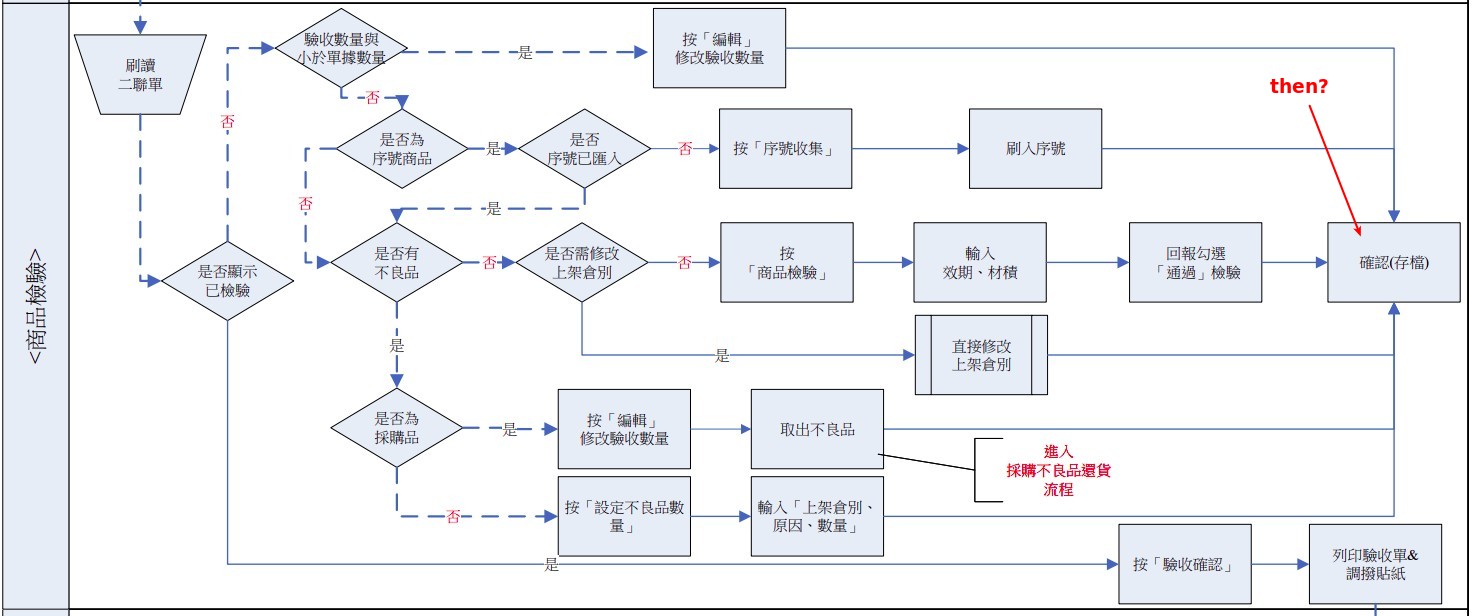 <商品檢驗>
刷讀
二聯單
驗收數量與
小於單據數量
是
按「編輯」
修改驗收數量
then?
否
否
是否為
序號商品
是
是否
序號已匯入
否
按「序號收集」
刷入序號
否
是
是否顯示
已檢驗
是否有
不良品
否
是否需修改
上架倉別
否
按
「商品檢驗」
輸入
效期、材積
回報勾選
「通過」檢驗
確認(存檔)
是
是
直接修改
上架倉別
是否為
採購品
是
按「編輯」
修改驗收數量
取出不良品
進入
採購不良品還貨
流程
否
按「設定不良品數
量」
輸入「上架倉別、
原因、數量」
是
按「驗收確認」
列印驗收單&
調撥貼紙